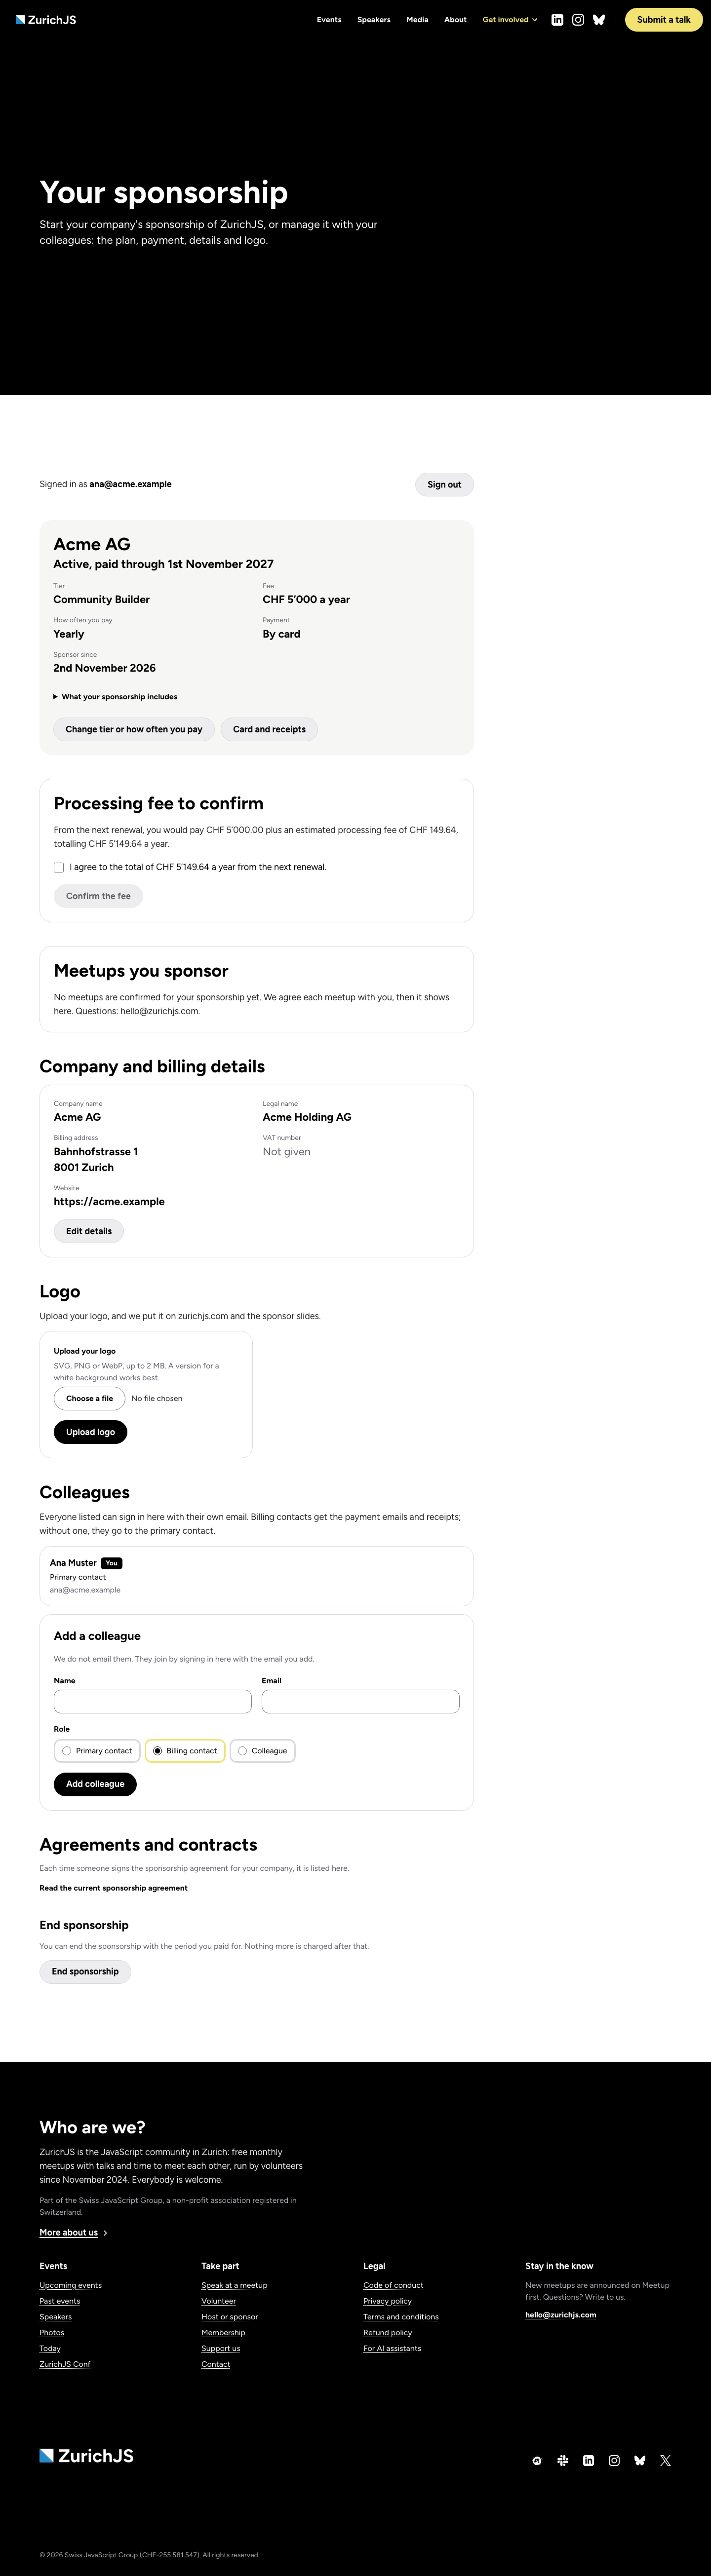 ZurichJS
Events
Speakers
Media
About
Get involved
Submit a talk
Your sponsorship
Start your company's sponsorship of ZurichJS, or manage it with your
colleagues: the plan, payment, details and logo.
Signed in as ana@acme.example
Sign out
Acme AG
Active, paid through 1st November 2027
Tier
Community Builder
Fee
CHF 5’000 a year
How often you pay
Yearly
Payment
By card
Sponsor since
2nd November 2026
What your sponsorship includes
Change tier or how often you pay
Card and receipts
Processing fee to confirm
From the next renewal, you would pay CHF 5’000.00 plus an estimated processing fee of CHF 149.64,
totalling CHF 5’149.64 a year.
I agree to the total of CHF 5’149.64 a year from the next renewal.
Confirm the fee
Meetups you sponsor
No meetups are confirmed for your sponsorship yet. We agree each meetup with you, then it shows
here. Questions: hello@zurichjs.com.
Company and billing details
Company name
Acme AG
Legal name
Acme Holding AG
Billing address
Bahnhofstrasse 1
8001 Zurich
VAT number
Not given
Website
https://acme.example
Edit details
Logo
Upload your logo, and we put it on zurichjs.com and the sponsor slides.
Upload your logo
SVG, PNG or WebP, up to 2 MB. A version for a
white background works best.
Choose a file
No file chosen
Upload logo
Colleagues
Everyone listed can sign in here with their own email. Billing contacts get the payment emails and receipts;
without one, they go to the primary contact.
Ana Muster You
Primary contact
ana@acme.example
Add a colleague
We do not email them. They join by signing in here with the email you add.
Name
Email
Role
Primary contact
Billing contact
Colleague
Add colleague
Agreements and contracts
Each time someone signs the sponsorship agreement for your company, it is listed here.
Read the current sponsorship agreement
End sponsorship
You can end the sponsorship with the period you paid for. Nothing more is charged after that.
End sponsorship
Who are we?
ZurichJS is the JavaScript community in Zurich: free monthly
meetups with talks and time to meet each other, run by volunteers
since November 2024. Everybody is welcome.
Part of the Swiss JavaScript Group, a non-profit association registered in
Switzerland.
More about us
Events
Upcoming events
Past events
Speakers
Photos
Today
ZurichJS Conf
Take part
Speak at a meetup
Volunteer
Host or sponsor
Membership
Support us
Contact
Legal
Code of conduct
Privacy policy
Terms and conditions
Refund policy
For AI assistants
Stay in the know
New meetups are announced on Meetup
first. Questions? Write to us.
hello@zurichjs.com
ZurichJS
© 2026 Swiss JavaScript Group (CHE-255.581.547). All rights reserved.